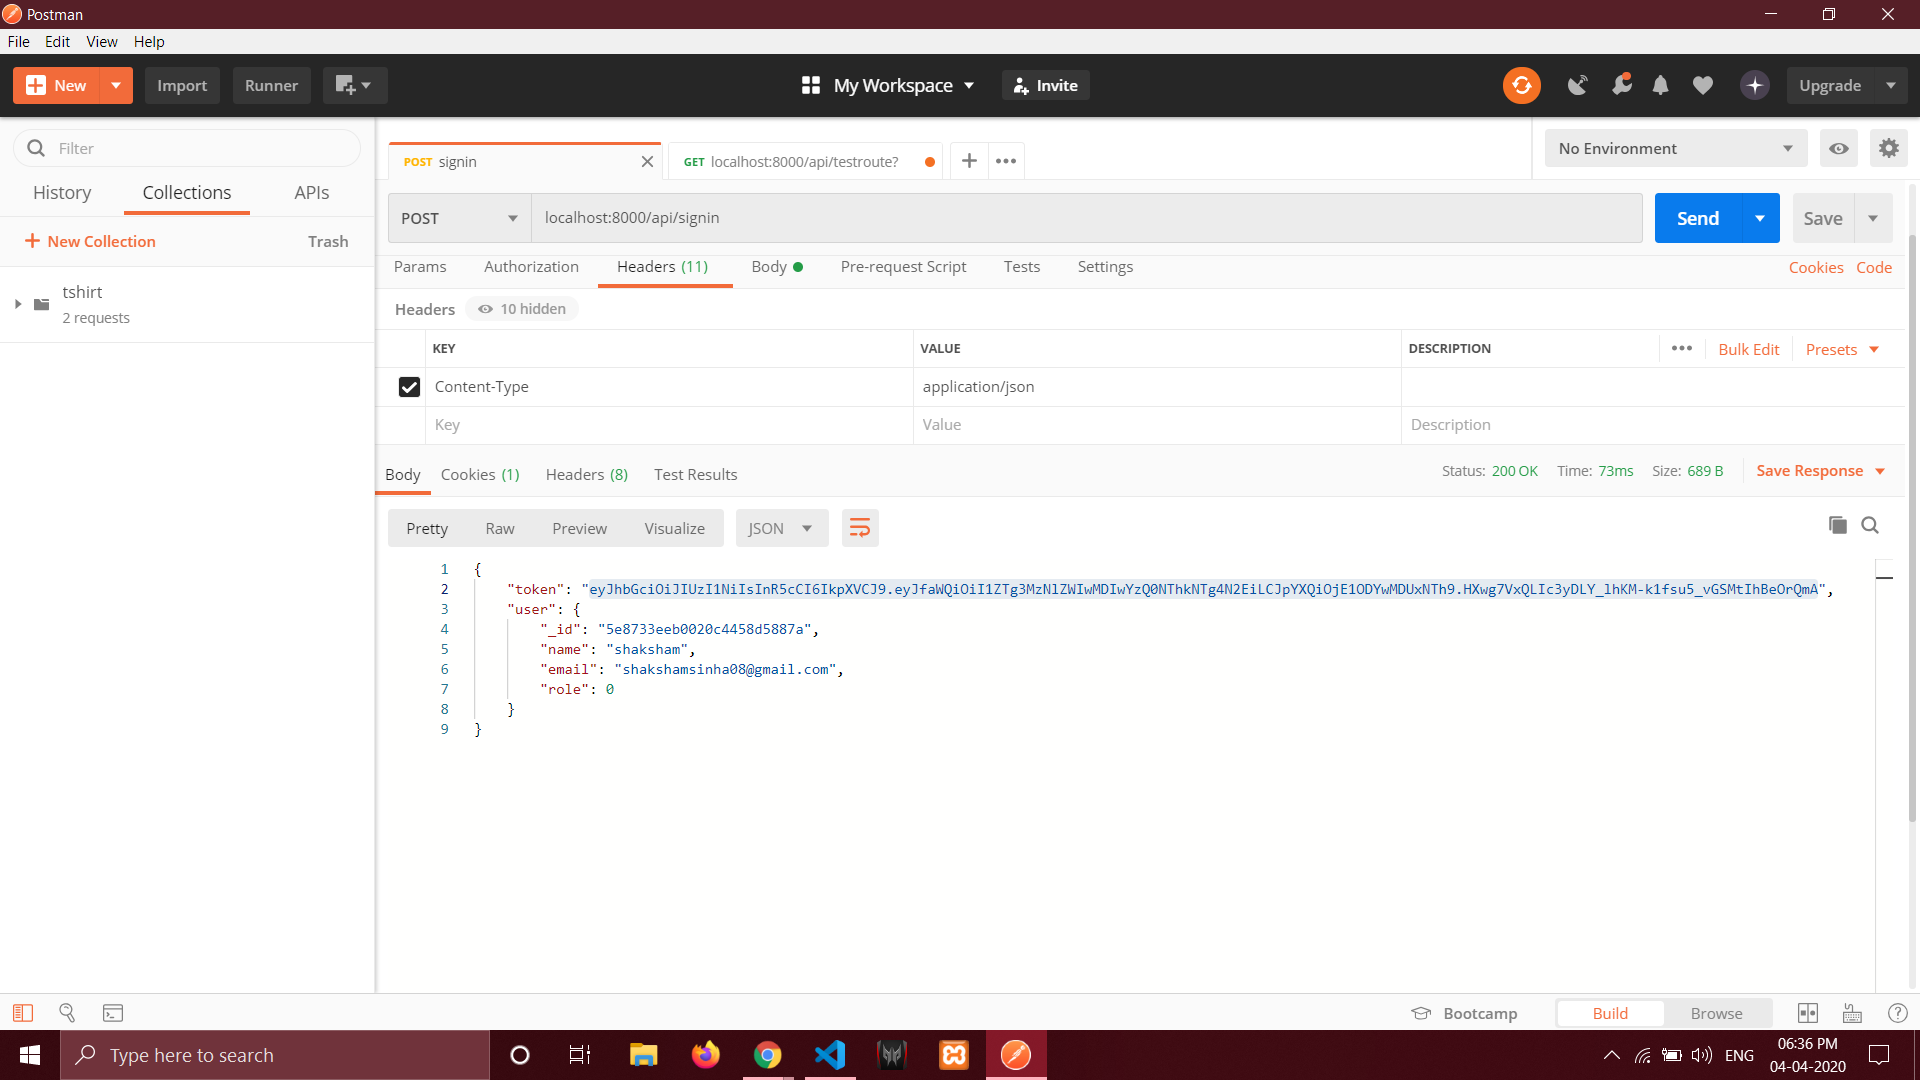 Postman
File Edit View Help
New Import Runner My Workspace Invite Upgrade
Filter
History Collections APIs
New Collection Trash
tshirt
2 requests
POST signin GET localhost:8000/api/testroute? No Environment
POST localhost:8000/api/signin Send Save
Params Authorization Headers (11) Body Pre-request Script Tests Settings Cookies Code
Headers 10 hidden
KEY VALUE DESCRIPTION Bulk Edit Presets
Content-Type application/json
Key Value Description
Body Cookies (1) Headers (8) Test Results Status: 200 OK Time: 73ms Size: 689 B Save Response
Pretty Raw Preview Visualize JSON
1 {
2 "token": "eyJhbGciOiJIUzI1NiIsInR5cCI6IkpXVCJ9.eyJfaWQiOiI1ZTg3MzNlZWIwMDIwYzQ0NThkNTg4N2EiLCJpYXQiOjE1ODYwMDUxNTh9.HXwg7VxQLIc3yDLY_lhKM-k1fsu5_vGSMtIhBeOrQmA",
3 "user": {
4 "_id": "5e8733eeb0020c4458d5887a",
5 "name": "shaksham",
6 "email": "shakshamsinha08@gmail.com",
7 "role": 0
8 }
9 }
Bootcamp Build Browse
Type here to search
ENG
06:36 PM
04-04-2020